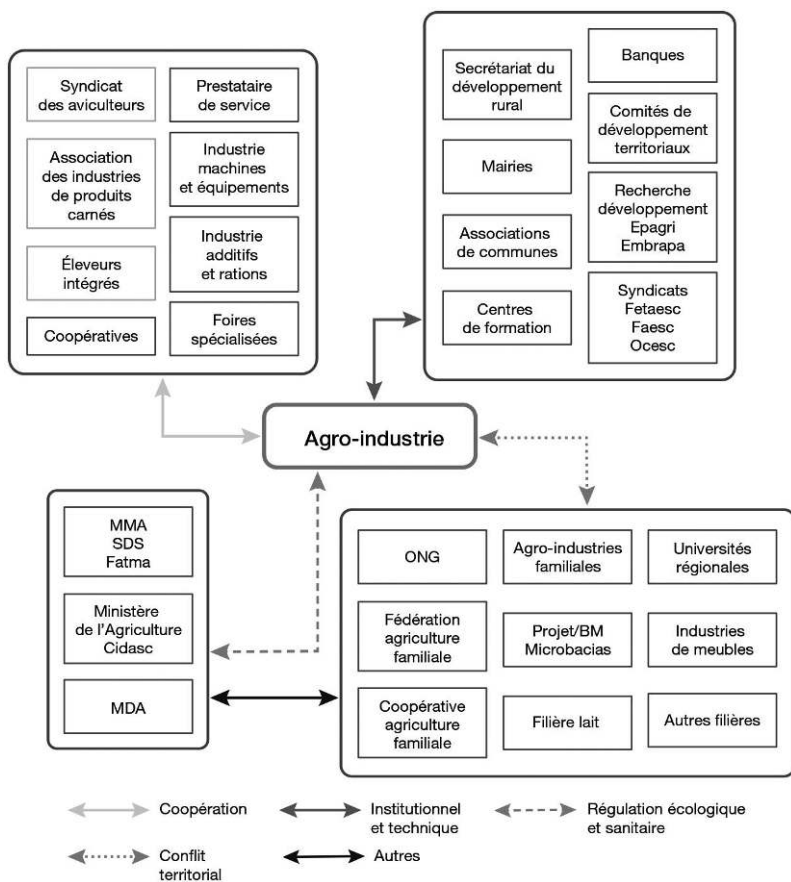 Syndicat
des aviculteurs
Prestataire
de service
Association
des industries
de produits
carnés
Industrie
machines
et équipements
Éleveurs
intégrés
Industrie
additifs
et rations
Coopératives
Foires
spécialisées
Secrétariat du
développement
rural
Banques
Mairies
Comités de
développement
territoriaux
Associations
de communes
Recherche
développement
Epagri
Embrapa
Centres
de formation
Syndicats
Fetaesc
Faesc
Ocesc
Agro-industrie
MMA
SDS
Fatma
Ministère
de l'Agriculture
Cidasc
MDA
ONG
Agro-industries
familiales
Universités
régionales
Fédération
agriculture
familiale
Projet/BM
Microbacias
Industries
de meubles
Coopérative
agriculture
familiale
Filière lait
Autres filières
Coopération
Institutionnel
et technique
Régulation écologique
et sanitaire
Conflit
territorial
Autres